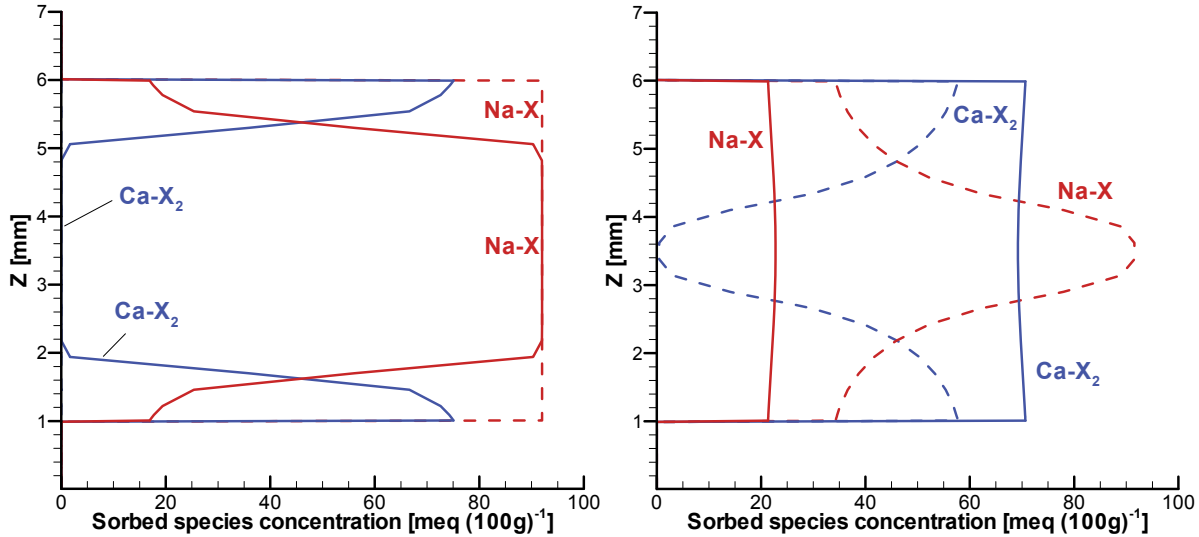 7
6
5
4
3
2
1
Z [mm]
Na-X
Ca-X₂
Na-X
Ca-X₂
0 20 40 60 80 100
Sorbed species concentration [meq (100g)⁻¹]
7
6
5
4
3
2
1
Z [mm]
Ca-X₂
Na-X
Na-X
Ca-X₂
0 20 40 60 80 100
Sorbed species concentration [meq (100g)⁻¹]